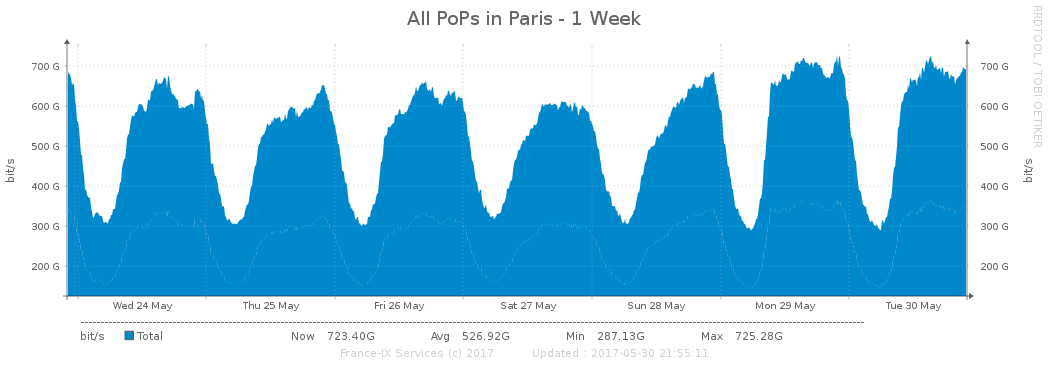 All PoPs in Paris - 1 Week
RRDTOOL / TOBI OETIKER
bit/s
700 G 700 G
600 G 600 G
500 G 500 G
400 G 400 G
300 G 300 G
200 G 200 G
bit/s
Wed 24 May Thu 25 May Fri 26 May Sat 27 May Sun 28 May Mon 29 May Tue 30 May
bit/s Total Now 723.40G Avg 526.92G Min 287.13G Max 725.28G
France-IX Services (c) 2017 Updated : 2017-05-30 21:55:11